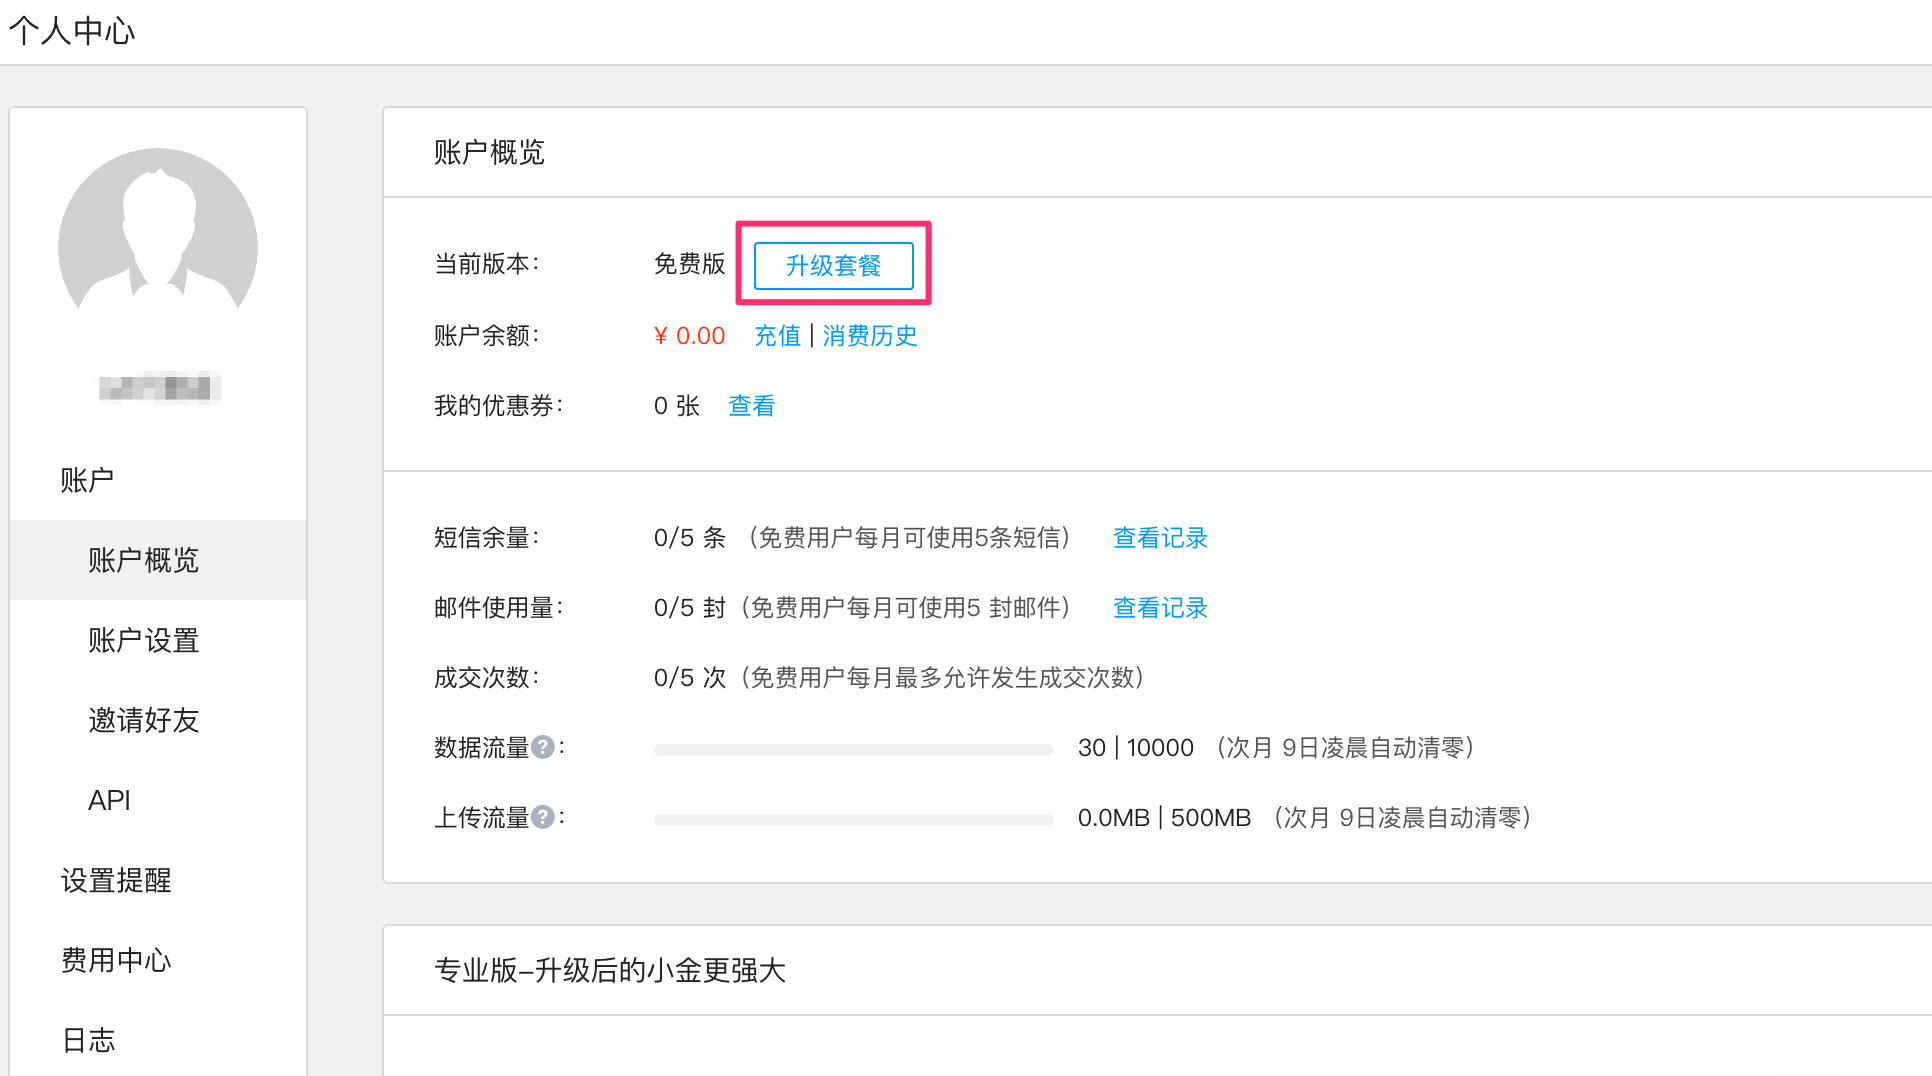 个人中心
账户
账户概览
账户设置
邀请好友
API
设置提醒
费用中心
日志
账户概览
当前版本： 免费版 升级套餐
账户余额： ¥ 0.00 充值 | 消费历史
我的优惠券： 0 张 查看
短信余量： 0/5 条 （免费用户每月可使用5条短信） 查看记录
邮件使用量： 0/5 封（免费用户每月可使用5 封邮件） 查看记录
成交次数： 0/5 次（免费用户每月最多允许发生成交次数）
数据流量?： 30 | 10000 （次月 9日凌晨自动清零）
上传流量?： 0.0MB | 500MB （次月 9日凌晨自动清零）
专业版–升级后的小金更强大